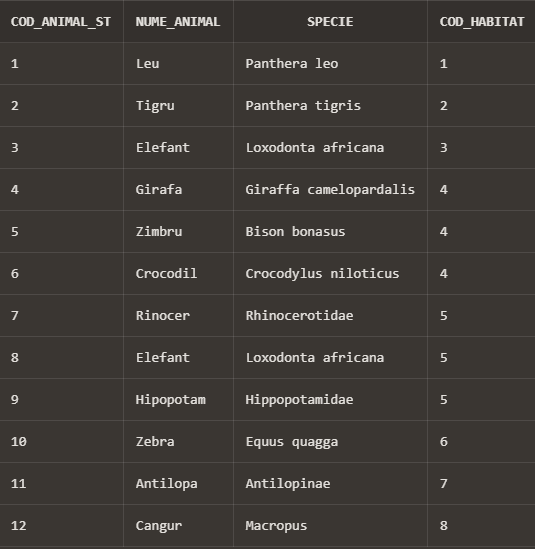 COD_ANIMAL_ST NUME_ANIMAL SPECIE COD_HABITAT
1 Leu Panthera leo 1
2 Tigru Panthera tigris 2
3 Elefant Loxodonta africana 3
4 Girafa Giraffa camelopardalis 4
5 Zimbru Bison bonasus 4
6 Crocodil Crocodylus niloticus 4
7 Rinocer Rhinocerotidae 5
8 Elefant Loxodonta africana 5
9 Hipopotam Hippopotamidae 5
10 Zebra Equus quagga 6
11 Antilopa Antilopinae 7
12 Cangur Macropus 8